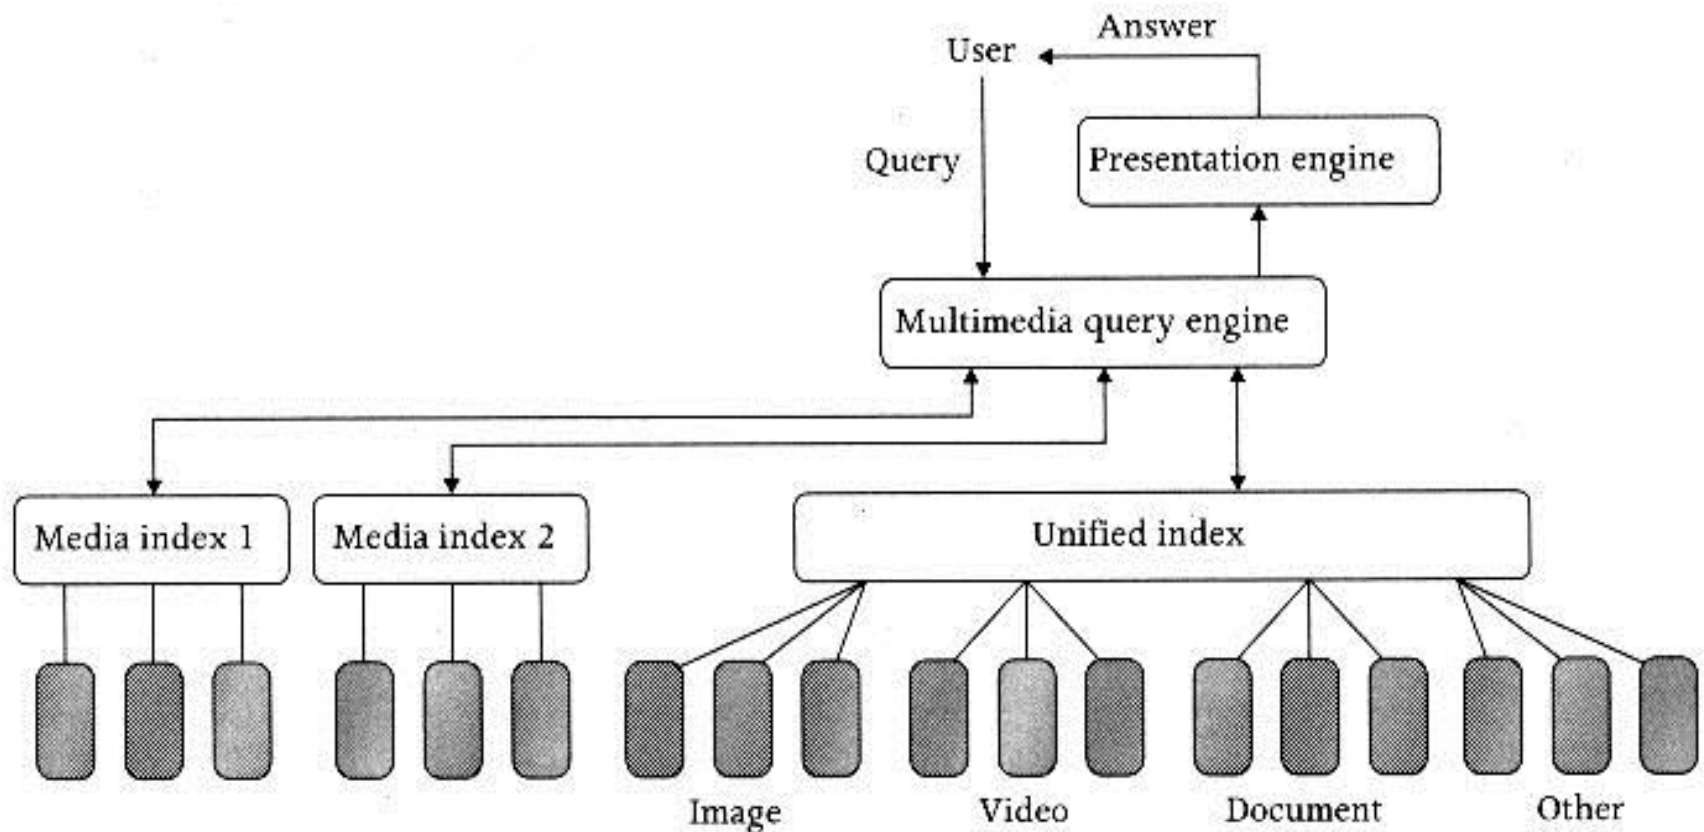 Answer
User
Query
Presentation engine
Multimedia query engine
Media index 1
Media index 2
Unified index
Image
Video
Document
Other